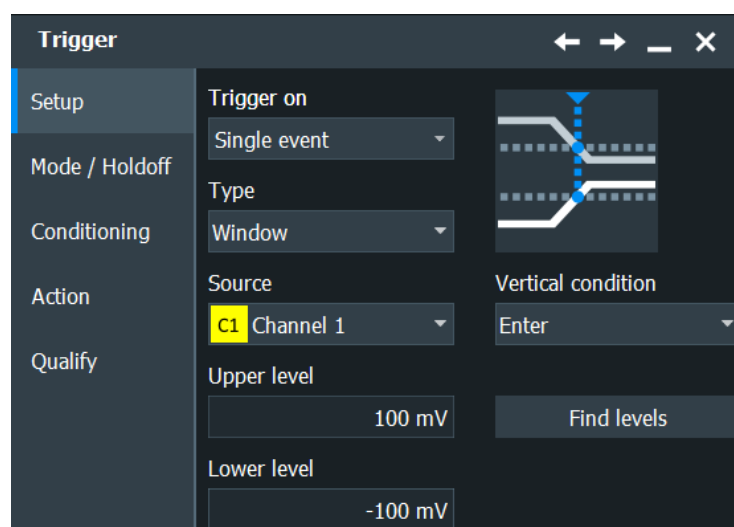 Trigger
Setup
Mode / Holdoff
Conditioning
Action
Qualify
Trigger on
Single event
Type
Window
Source
C1 Channel 1
Vertical condition
Enter
Upper level
100 mV
Find levels
Lower level
-100 mV